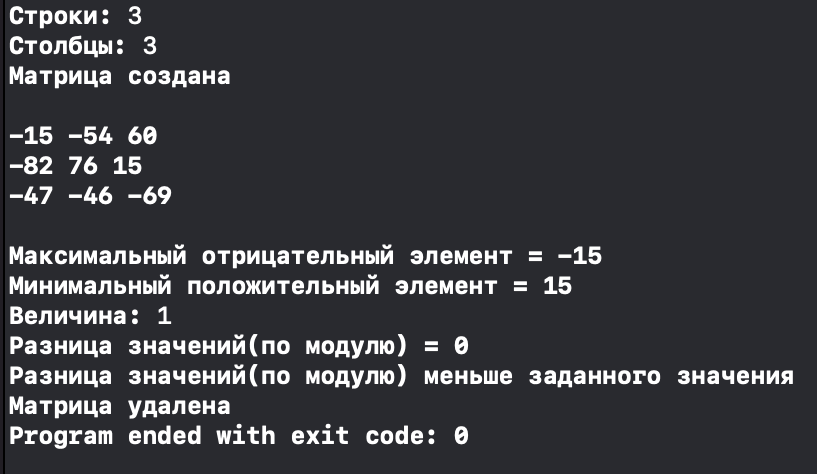 Строки: 3
Столбцы: 3
Матрица создана
-15 -54 60
-82 76 15
-47 -46 -69
Максимальный отрицательный элемент = -15
Минимальный положительный элемент = 15
Величина: 1
Разница значений(по модулю) = 0
Разница значений(по модулю) меньше заданного значения
Матрица удалена
Program ended with exit code: 0